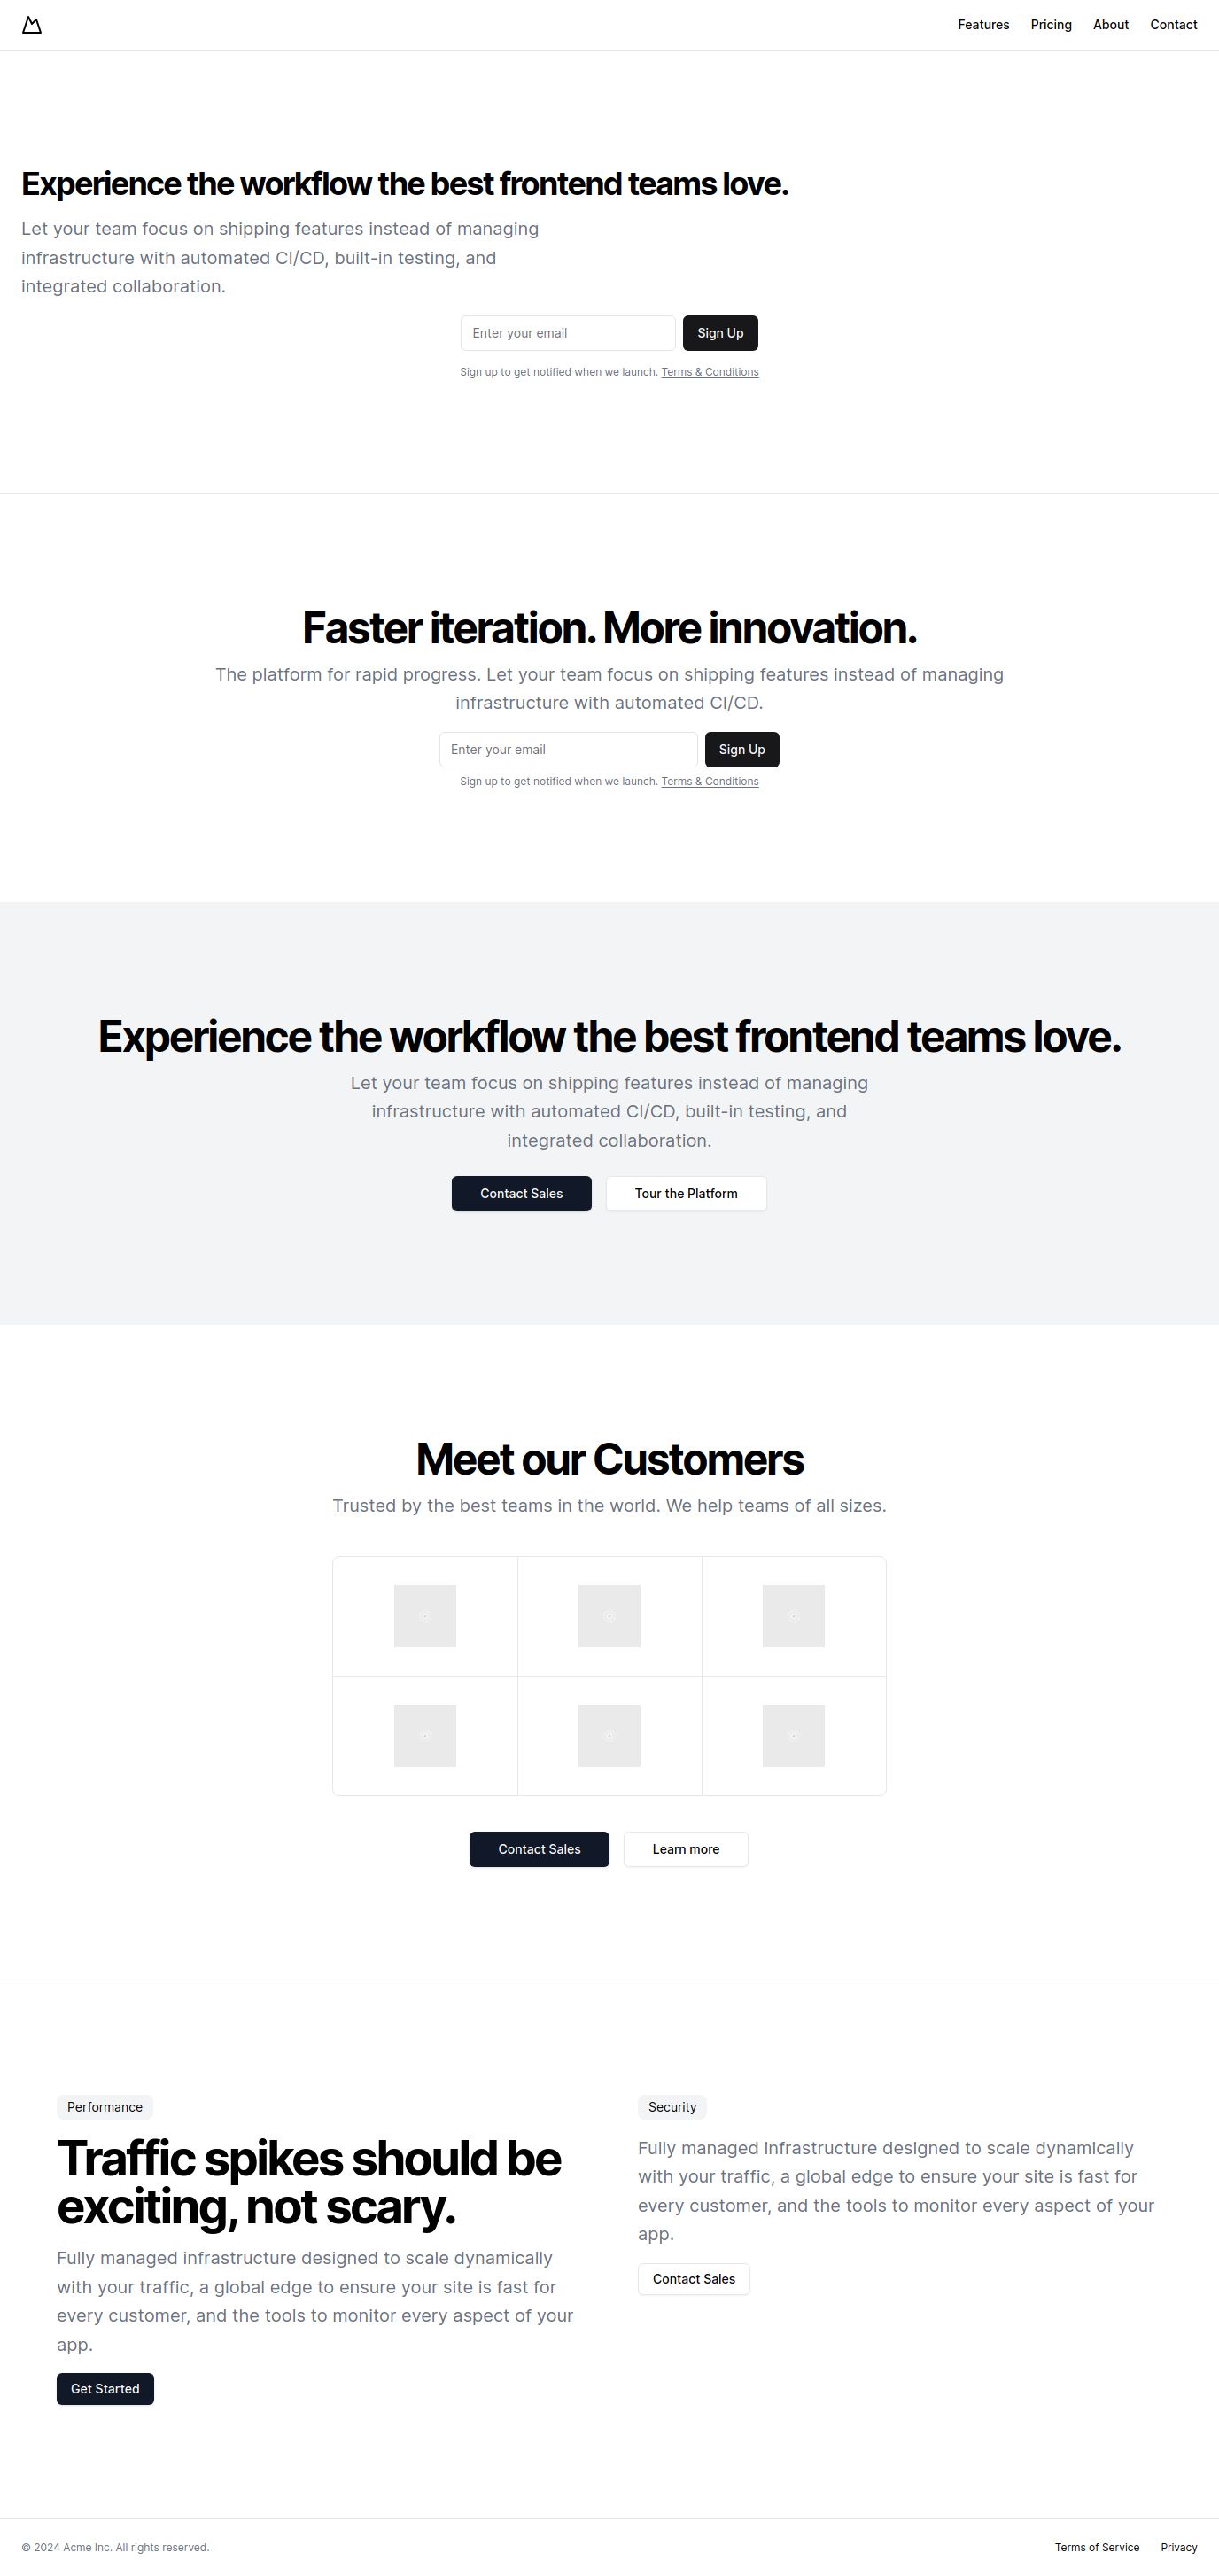 Features Pricing About Contact
Experience the workflow the best frontend teams love.
Let your team focus on shipping features instead of managing
infrastructure with automated CI/CD, built-in testing, and
integrated collaboration.
Enter your email Sign Up
Sign up to get notified when we launch. Terms & Conditions
Faster iteration. More innovation.
The platform for rapid progress. Let your team focus on shipping features instead of managing
infrastructure with automated CI/CD.
Enter your email Sign Up
Sign up to get notified when we launch. Terms & Conditions
Experience the workflow the best frontend teams love.
Let your team focus on shipping features instead of managing
infrastructure with automated CI/CD, built-in testing, and
integrated collaboration.
Contact Sales Tour the Platform
Meet our Customers
Trusted by the best teams in the world. We help teams of all sizes.
Contact Sales Learn more
Performance
Traffic spikes should be
exciting, not scary.
Fully managed infrastructure designed to scale dynamically
with your traffic, a global edge to ensure your site is fast for
every customer, and the tools to monitor every aspect of your
app.
Get Started
Security
Fully managed infrastructure designed to scale dynamically
with your traffic, a global edge to ensure your site is fast for
every customer, and the tools to monitor every aspect of your
app.
Contact Sales
© 2024 Acme Inc. All rights reserved. Terms of Service Privacy